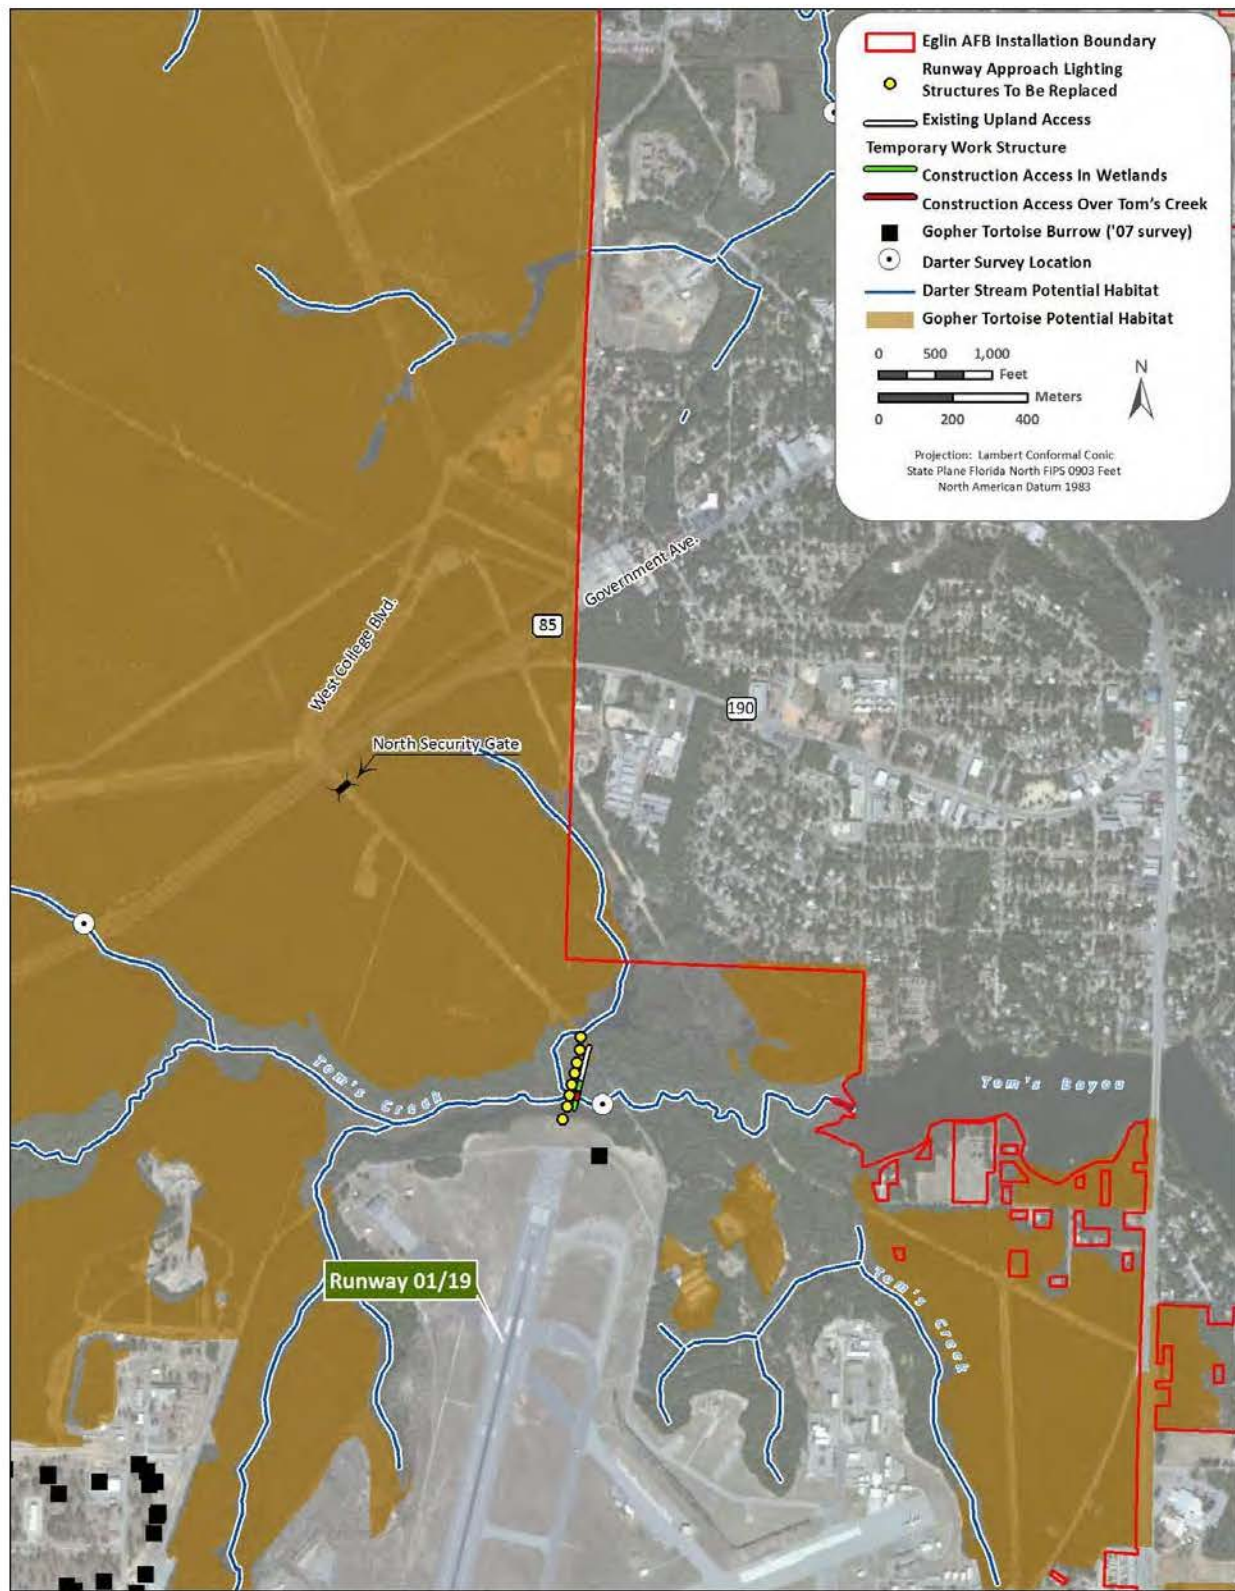 Eglin AFB Installation Boundary
Runway Approach Lighting
Structures To Be Replaced
Existing Upland Access
Temporary Work Structure
Construction Access In Wetlands
Construction Access Over Tom's Creek
Gopher Tortoise Burrow ('07 survey)
Darter Survey Location
Darter Stream Potential Habitat
Gopher Tortoise Potential Habitat
0 500 1,000
Feet
Meters
0 200 400
N
Projection: Lambert Conformal Conic
State Plane Florida North FIPS 0903 Feet
North American Datum 1983
Government Ave.
85
West College Blvd.
190
North Security Gate
Tom's Creek
Tom's Bayou
Runway 01/19
Tom's Creek